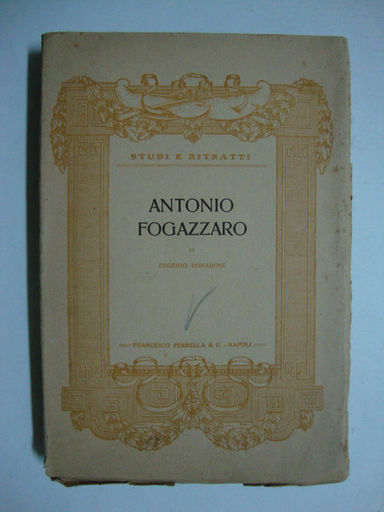 STUDI E RITRATTI
ANTONIO
FOGAZZARO
DI
EUGENIO DONADONI
FRANCESCO PERRELLA & C. - NAPOLI